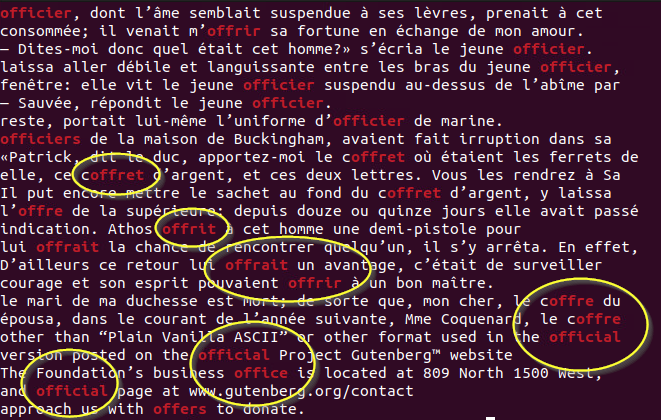 officier, dont l’âme semblait suspendue à ses lèvres, prenait à cet
consommée; il venait m’offrir sa fortune en échange de mon amour.
— Dites-moi donc quel était cet homme?» s’écria le jeune officier.
laissa aller débile et languissante entre les bras du jeune officier,
fenêtre: elle vit le jeune officier suspendu au-dessus de l’abîme par
— Sauvée, répondit le jeune officier.
reste, portait lui-même l’uniforme d’officier de marine.
officiers de la maison de Buckingham, avaient fait irruption dans sa
«Patrick, dit le duc, apportez-moi le coffret où étaient les ferrets de
elle, ce coffret d’argent, et ces deux lettres. Vous les rendrez à Sa
Il put encore mettre le sachet au fond du coffret d’argent, y laissa
l’offre de la supérieure; depuis douze ou quinze jours elle avait passé
indication. Athos offrit à cet homme une demi-pistole pour
lui offrait la chance de rencontrer quelqu’un, il s’y arrêta. En effet,
D’ailleurs ce retour lui offrait un avantage, c’était de surveiller
courage et son esprit pouvaient offrir à un bon maître.
le mari de ma duchesse est mort; de sorte que, mon cher, le coffre du
épousa, dans le courant de l’année suivante, Mme Coquenard, le coffre
other than “Plain Vanilla ASCII” or other format used in the official
version posted on the official Project Gutenberg™ website
The Foundation’s business office is located at 809 North 1500 West,
and official page at www.gutenberg.org/contact
approach us with offers to donate.